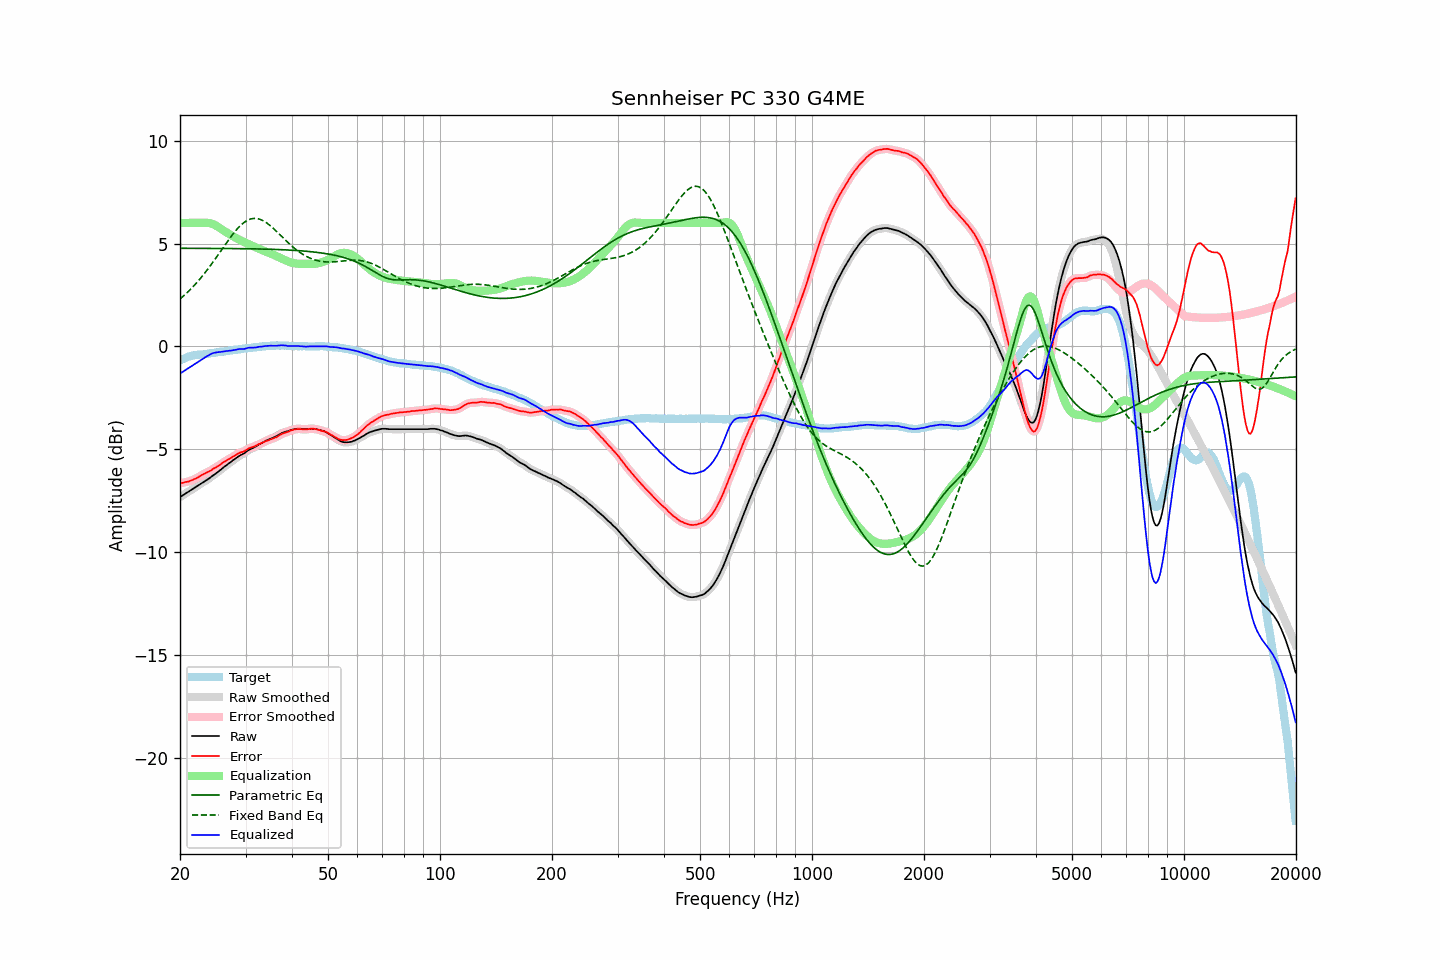 Sennheiser PC 330 G4ME
10
5
0
−5
−10
−15
−20
Amplitude (dBr)
Target
Raw Smoothed
Error Smoothed
Raw
Error
Equalization
Parametric Eq
Fixed Band Eq
Equalized
20 50 100 200 500 1000 2000 5000 10000 20000
Frequency (Hz)